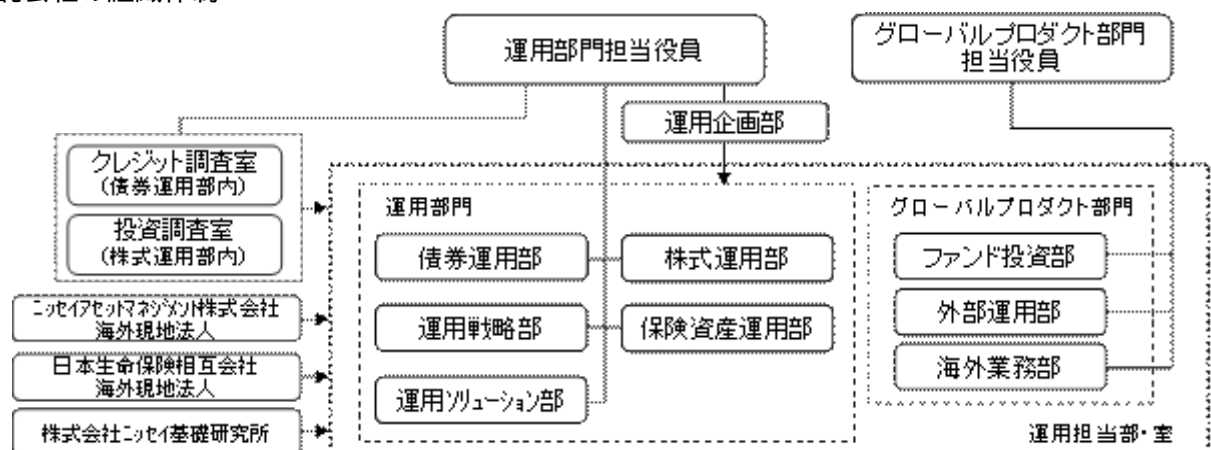 運用部門担当役員
グローバルプロダクト部門
担当役員
運用企画部
クレジット調査室
(債券運用部内)
投資調査室
(株式運用部内)
運用部門
グローバルプロダクト部門
債券運用部
株式運用部
ファンド投資部
ニッセイアセットマネジメント株式会社
海外現地法人
運用戦略部
保険資産運用部
外部運用部
日本生命保険相互会社
海外現地法人
海外業務部
運用ソリューション部
株式会社ニッセイ基礎研究所
運用担当部・室